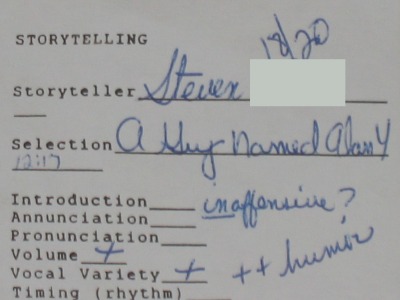 STORYTELLING 18/20
Storyteller Steven
Selection A Guy Named Alan Y
12:17
Introduction inoffensive?
Annunciation
Pronunciation
Volume +
Vocal Variety + ++ humor
Timing (rhythm)